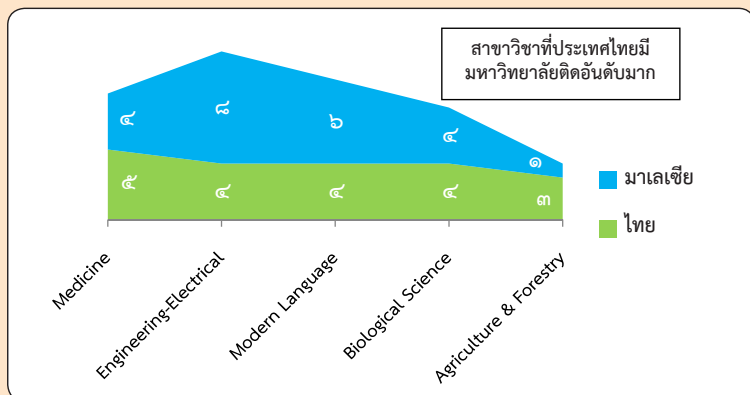 สาขาวิชาที่ประเทศไทยมี
มหาวิทยาลัยติดอันดับมาก
๔
๘
๖
๔
๑
๕
๔
๔
๔
๓
มาเลเซีย
ไทย
Medicine
Engineering-Electrical
Modern Language
Biological Science
Agriculture & Forestry